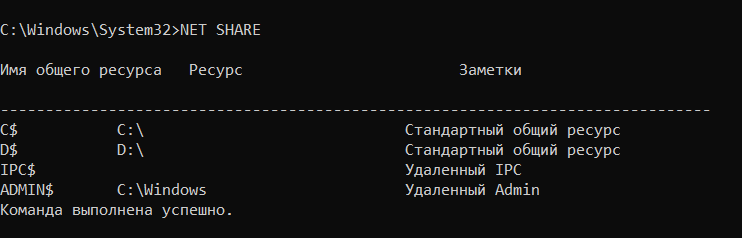 C:\Windows\System32>NET SHARE
Имя общего ресурса   Ресурс                        Заметки
-------------------------------------------------------------------------------
C$           C:\                             Стандартный общий ресурс
D$           D:\                             Стандартный общий ресурс
IPC$                                         Удаленный IPC
ADMIN$       C:\Windows                      Удаленный Admin
Команда выполнена успешно.